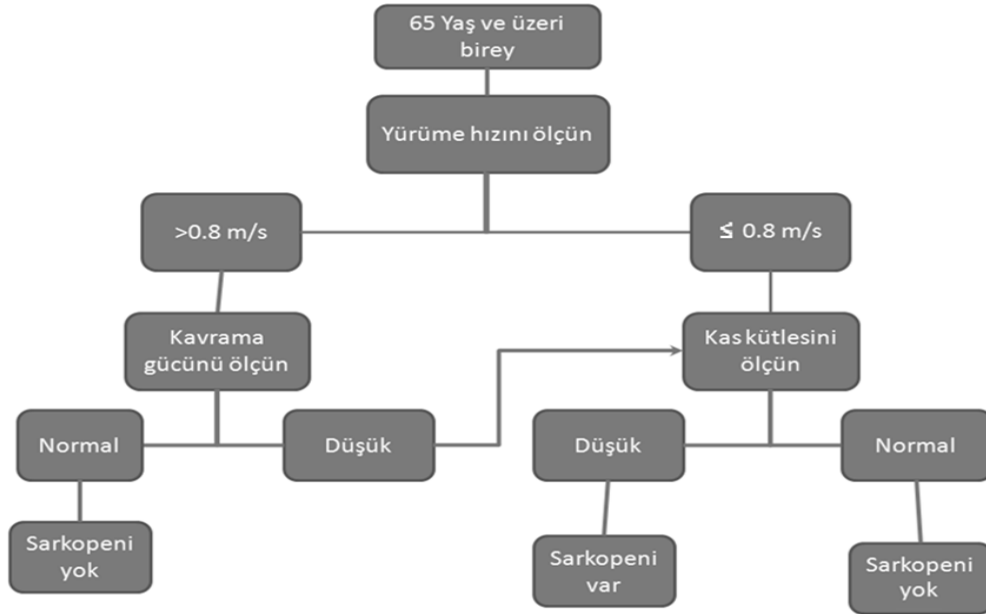 65 Yaş ve üzeri
birey
Yürüme hızını ölçün
>0.8 m/s
≤ 0.8 m/s
Kavrama
gücünü ölçün
Kas kütlesini
ölçün
Normal
Düşük
Düşük
Normal
Sarkopeni
yok
Sarkopeni
var
Sarkopeni
yok